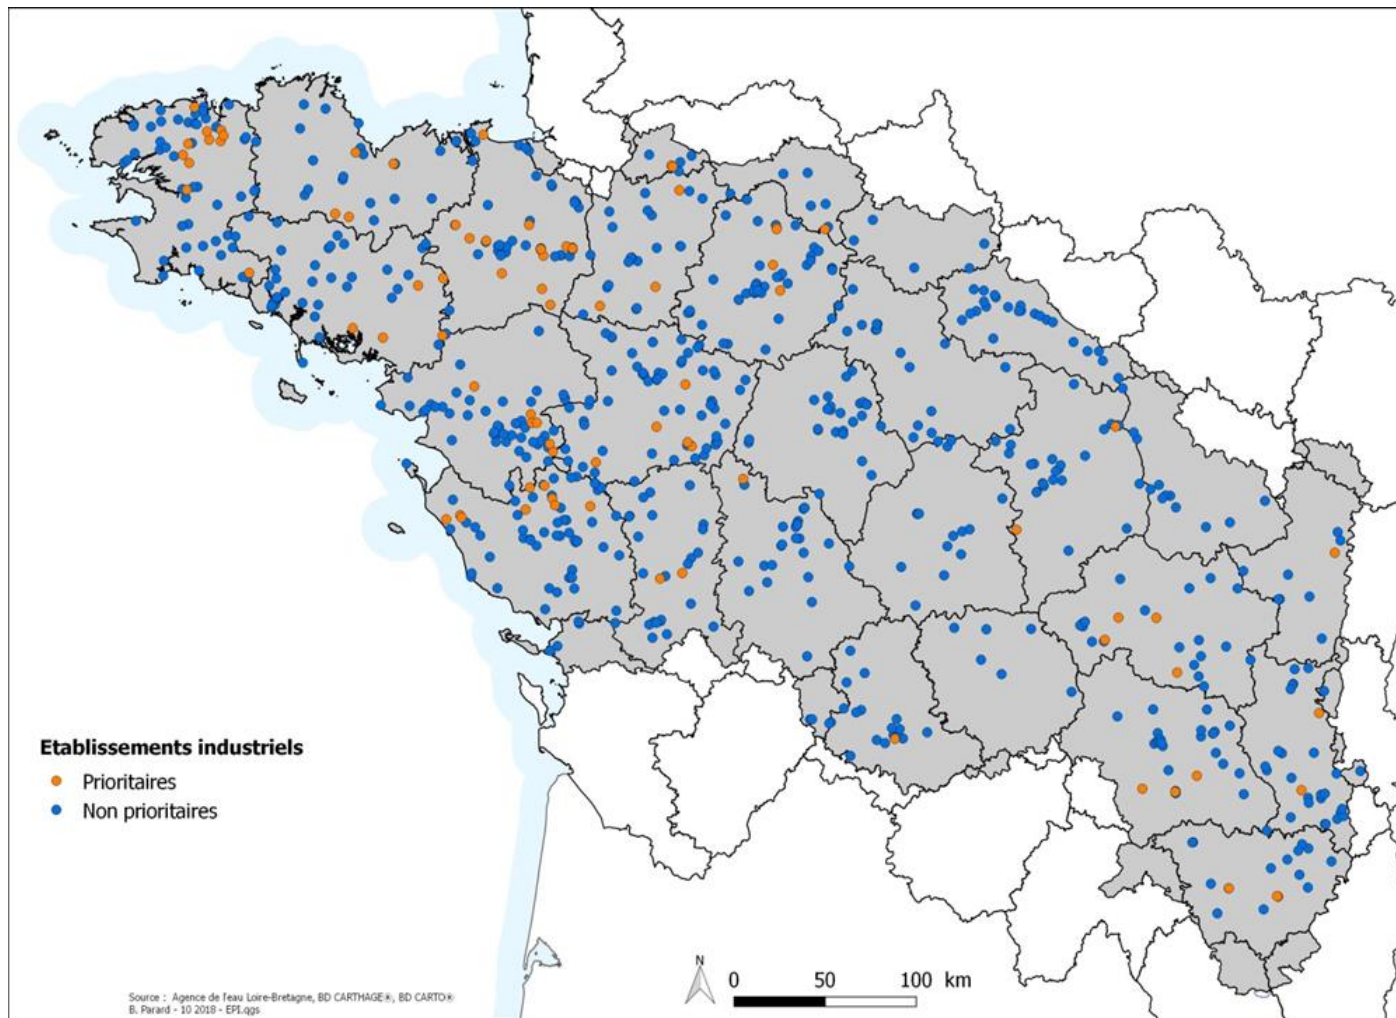 Etablissements industriels
Prioritaires
Non prioritaires
N
0 50 100 km
Source : Agence de l'eau Loire-Bretagne, BD CARTHAGE®, BD CARTO®
B. Parard - 10 2018 - EPI.qgs